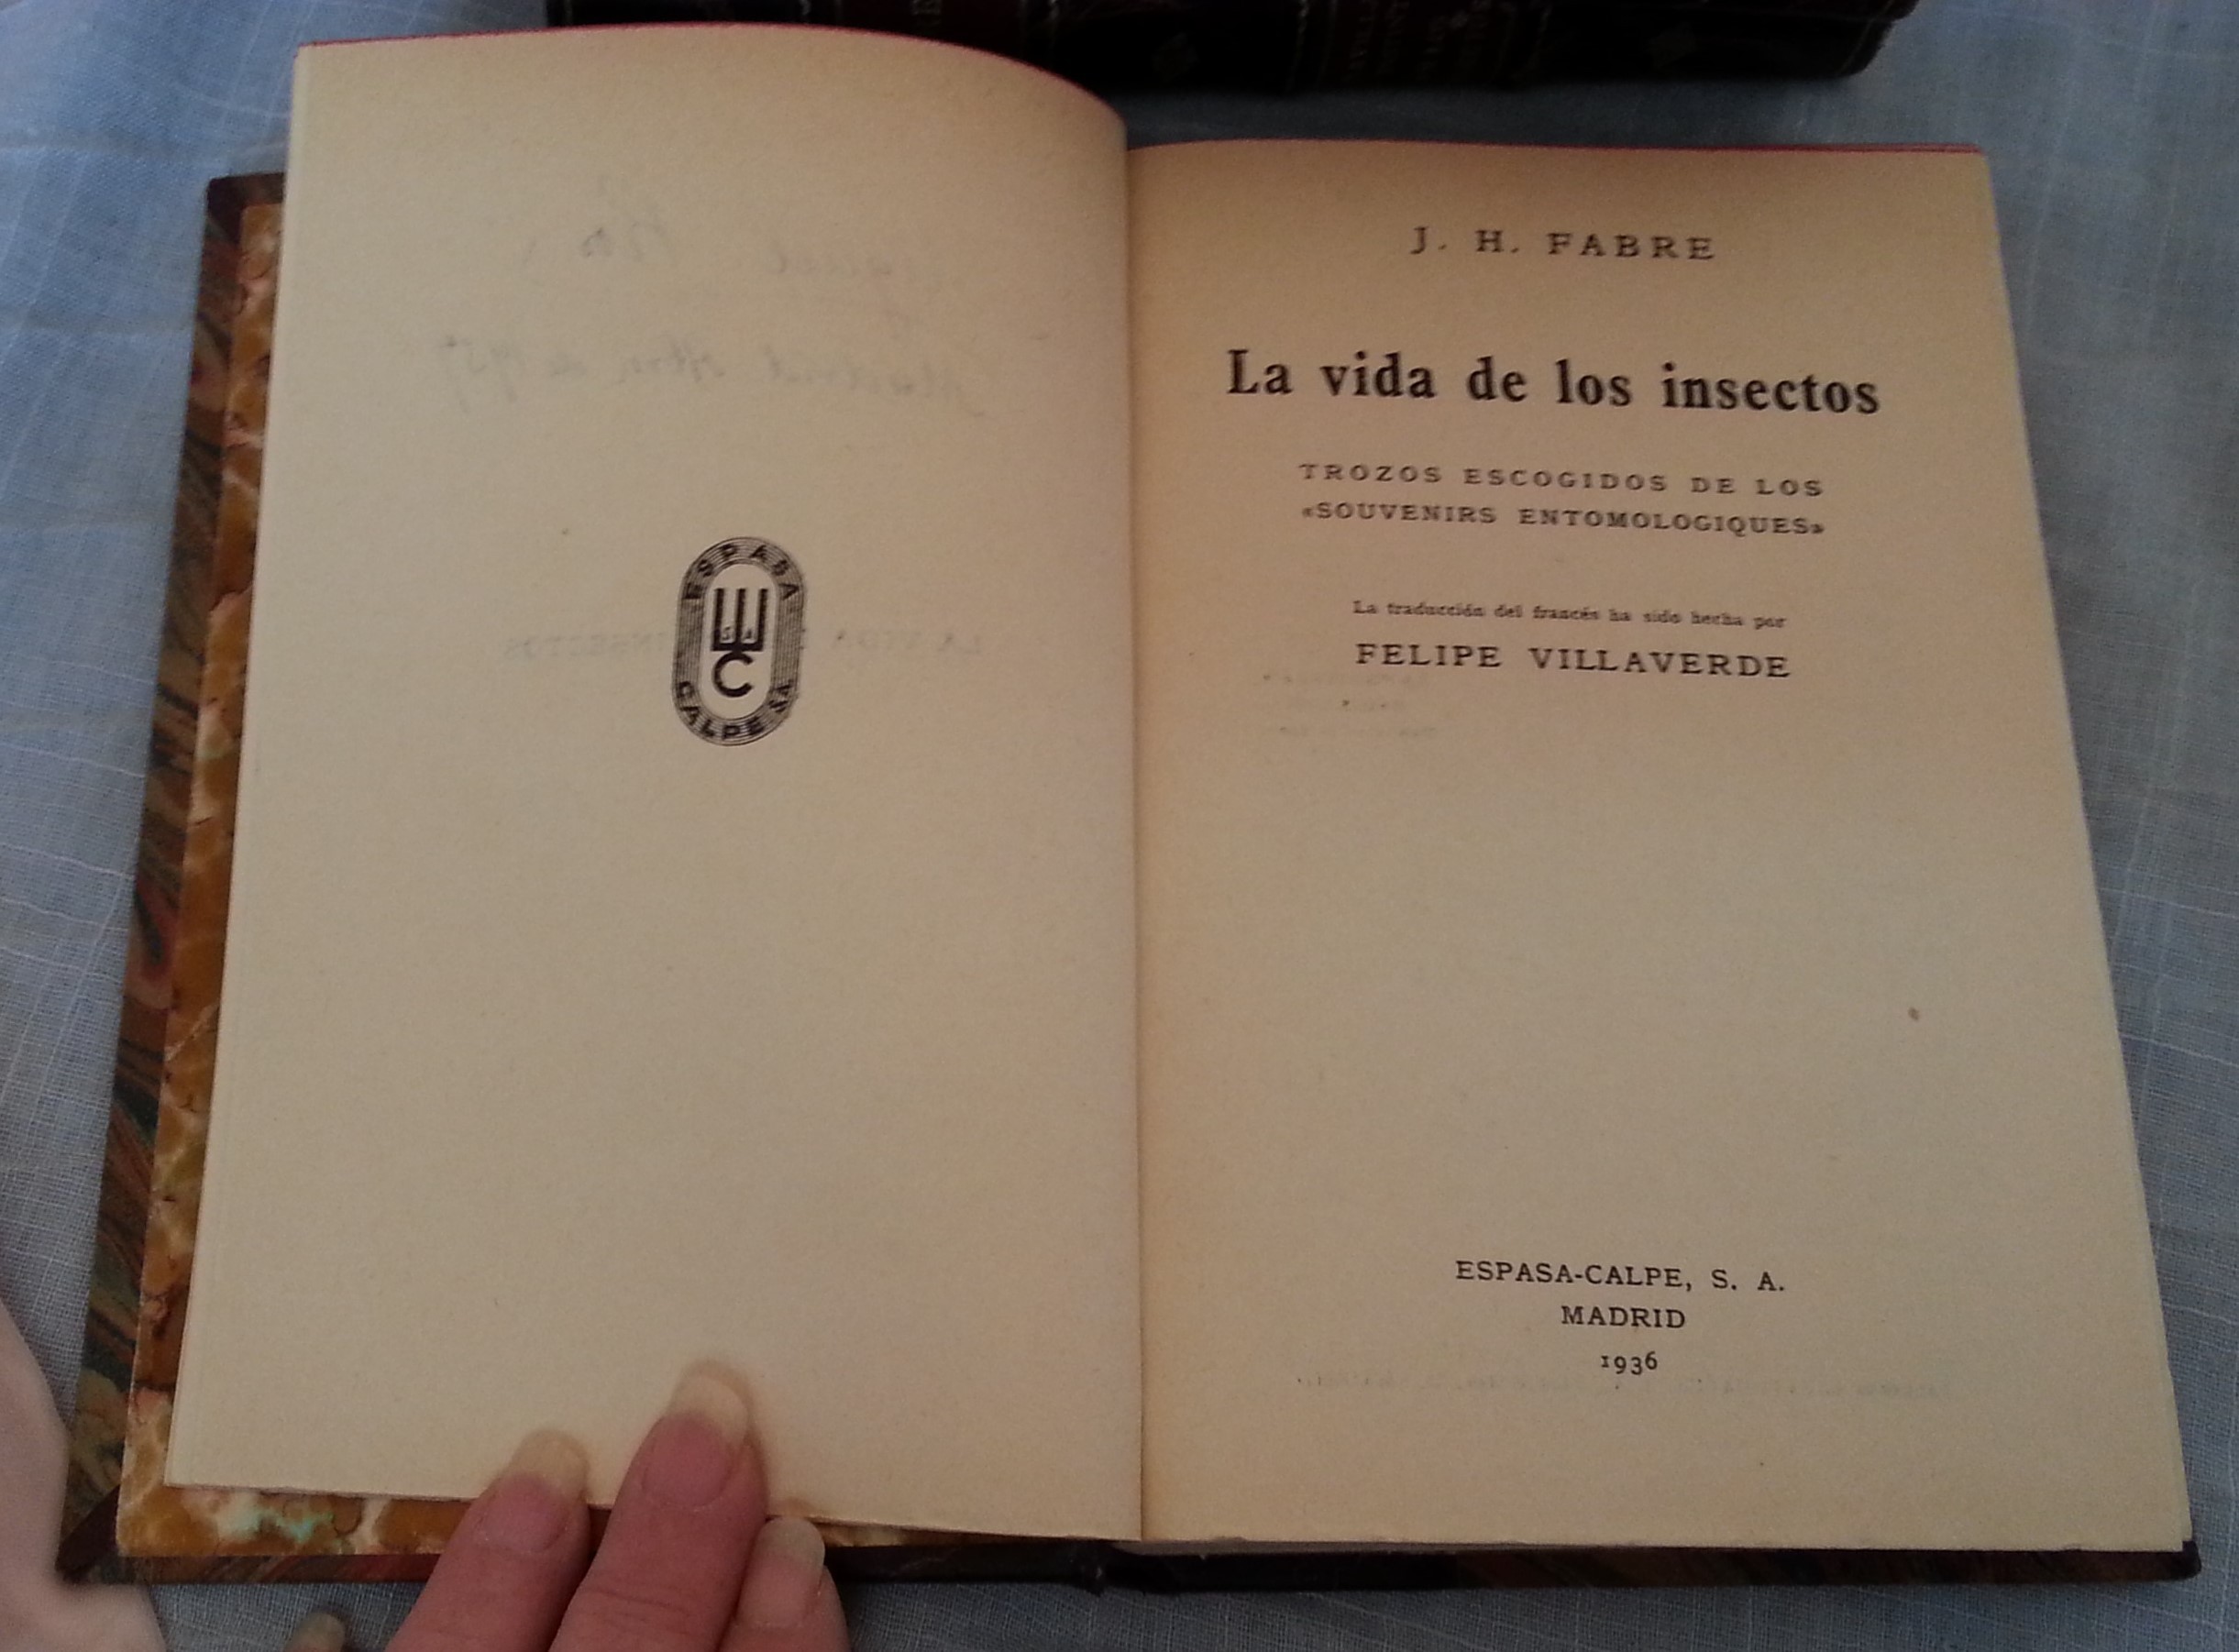 ESPASA
SA
C
CALPE S.A.
J. H. FABRE
La vida de los insectos
TROZOS ESCOGIDOS DE LOS
«SOUVENIRS ENTOMOLOGIQUES»
La traducción del francés ha sido hecha por
FELIPE VILLAVERDE
ESPASA-CALPE, S. A.
MADRID
1936